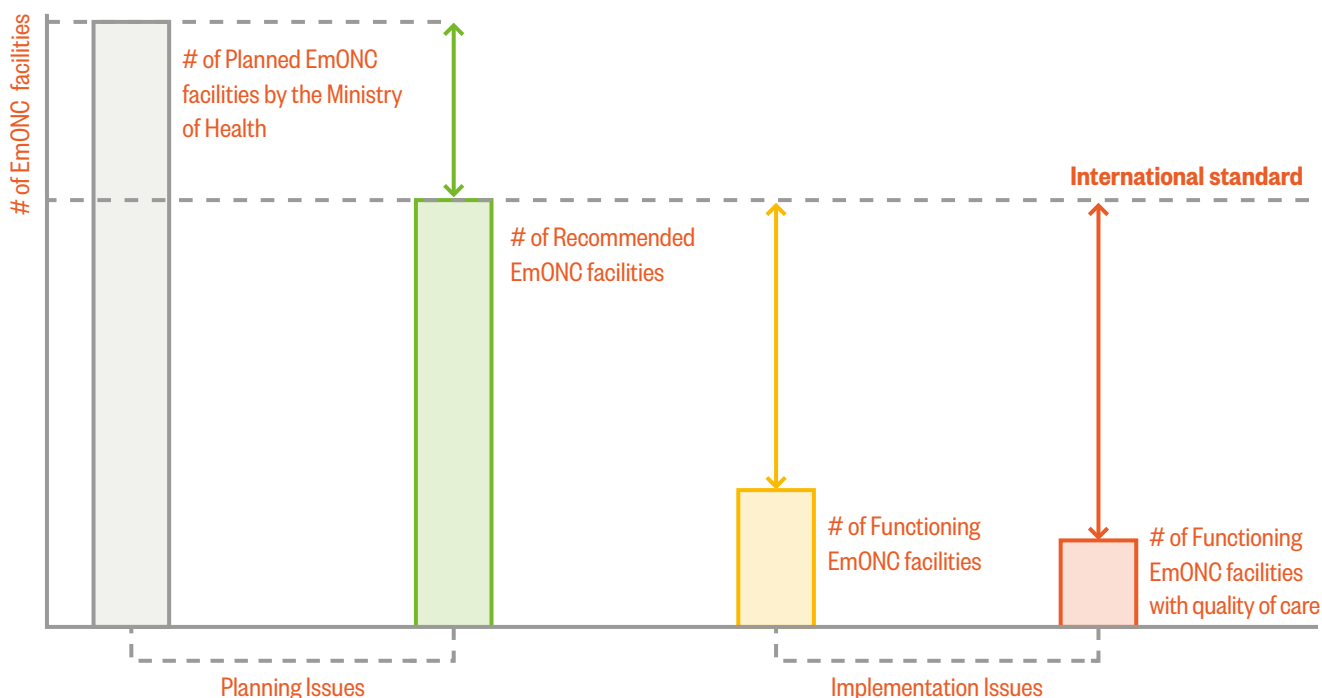 # of EmONC facilities
# of Planned EmONC
facilities by the Ministry
of Health
International standard
# of Recommended
EmONC facilities
# of Functioning
EmONC facilities
# of Functioning
EmONC facilities
with quality of care
Planning Issues
Implementation Issues